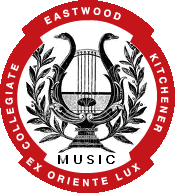 EASTWOOD
COLLEGIATE
KITCHENER
MUSIC
EX ORIENTE LUX